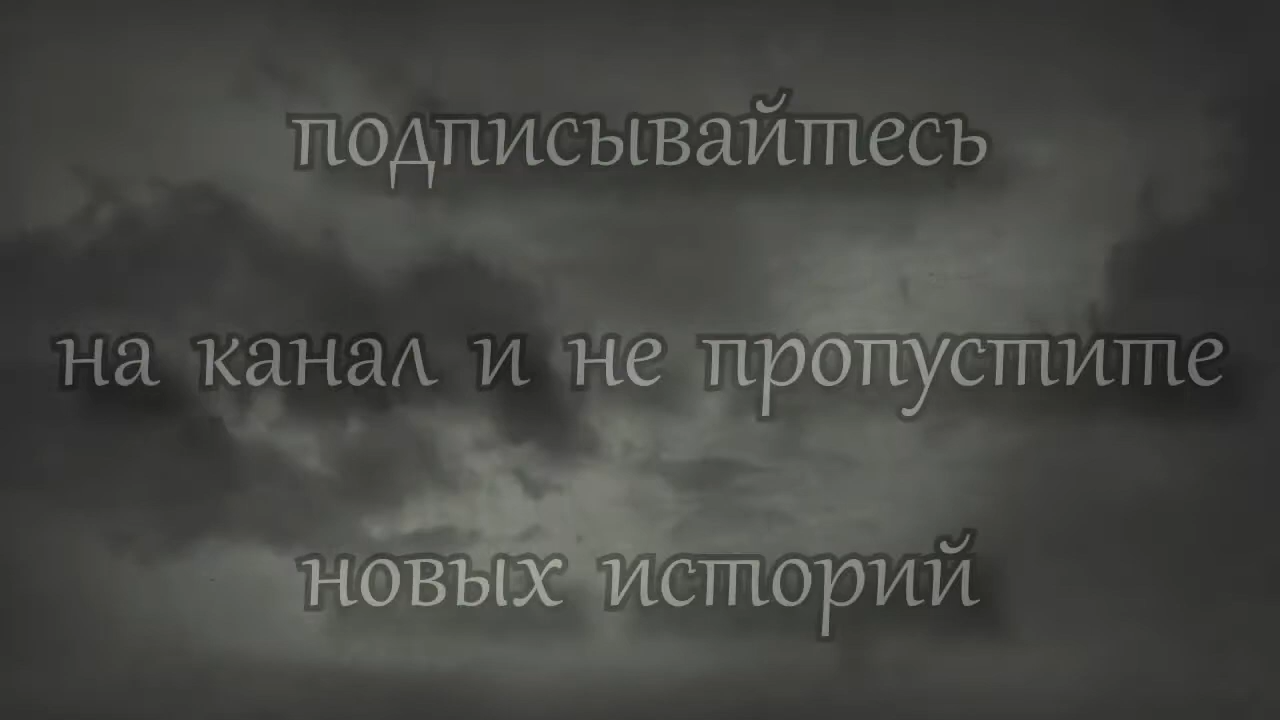 подписывайтесь
на канал и не пропустите
новых историй